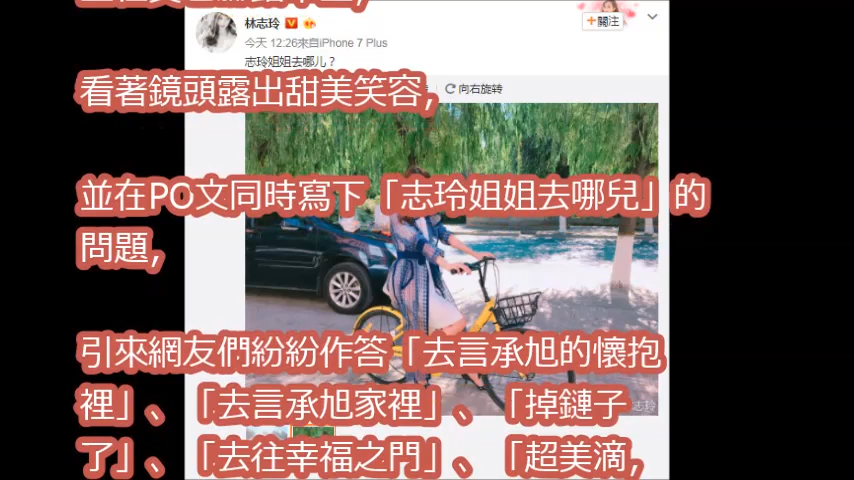 林志玲
今天 12:26来自iPhone 7 Plus
+關注
志玲姐姐去哪儿？
向右旋转
看著鏡頭露出甜美笑容，
並在PO文同時寫下「志玲姐姐去哪兒」的
問題，
引來網友們紛紛作答「去言承旭的懷抱
裡」、「去言承旭家裡」、「掉鏈子
了」、「去往幸福之門」、「超美滴，
志玲